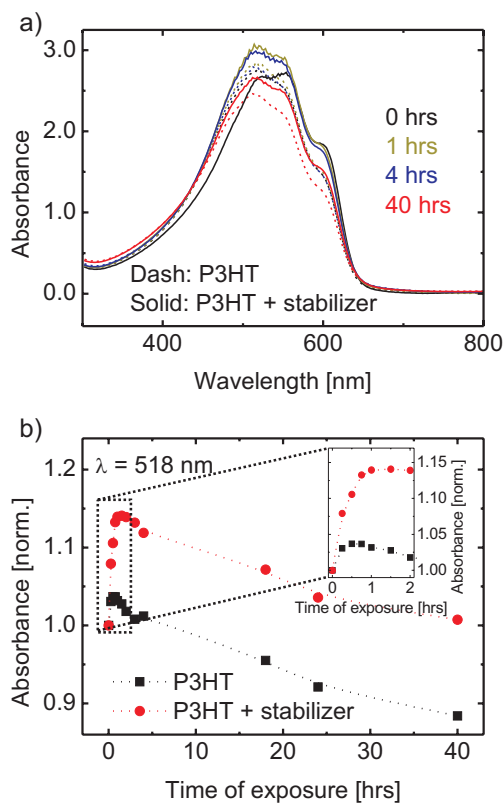 a)
3.0
2.0
1.0
0.0
Absorbance
0 hrs
1 hrs
4 hrs
40 hrs
Dash: P3HT
Solid: P3HT + stabilizer
400
600
800
Wavelength [nm]
b)
λ = 518 nm
1.2
1.1
1.0
0.9
Absorbance [norm.]
1.15
1.10
1.05
1.00
Absorbance [norm.]
0
1
2
Time of exposure [hrs]
P3HT
P3HT + stabilizer
0
10
20
30
40
Time of exposure [hrs]